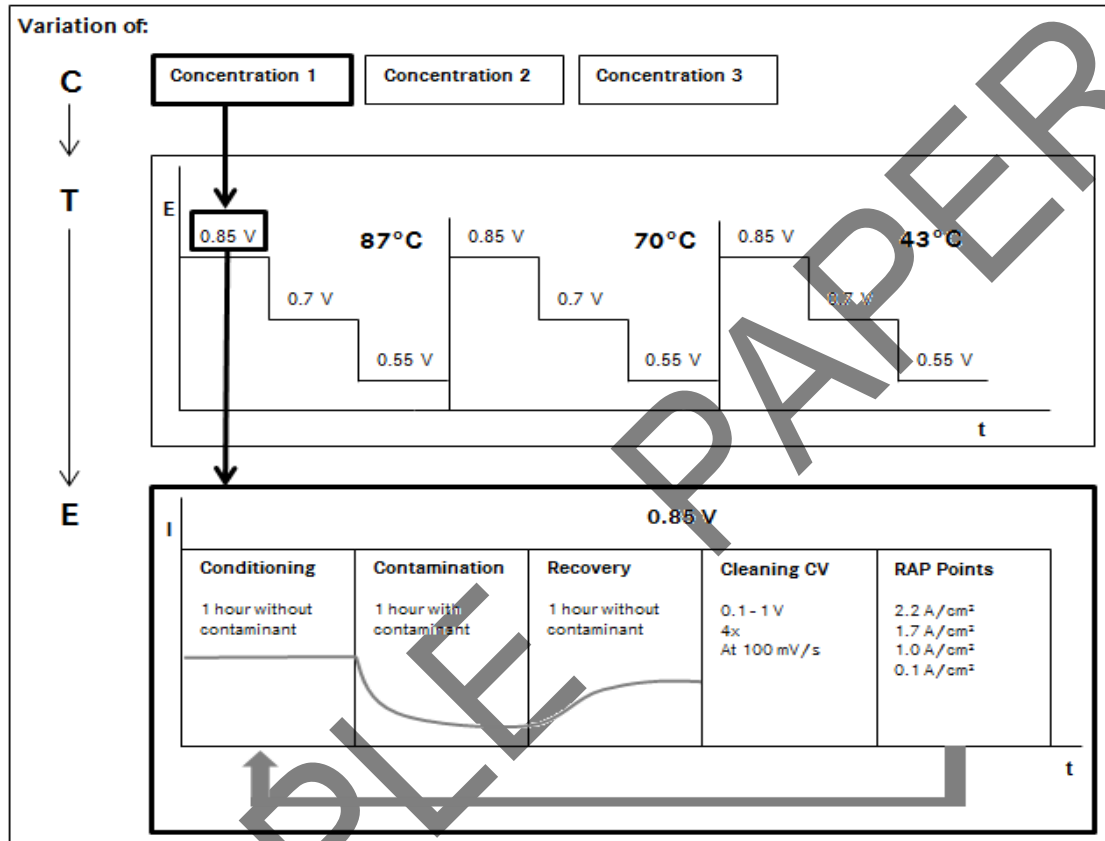 Variation of:
C
Concentration 1
Concentration 2
Concentration 3
T
E
0.85 V
87°C
0.85 V
70°C
0.85 V
43°C
0.7 V
0.7 V
0.7 V
0.55 V
0.55 V
0.55 V
t
E
I
0.85 V
Conditioning
Contamination
Recovery
Cleaning CV
RAP Points
1 hour without
contaminant
1 hour with
contaminant
1 hour without
contaminant
0.1 - 1 V
4x
At 100 mV/s
2.2 A/cm²
1.7 A/cm²
1.0 A/cm²
0.1 A/cm²
t
PLE PAPER